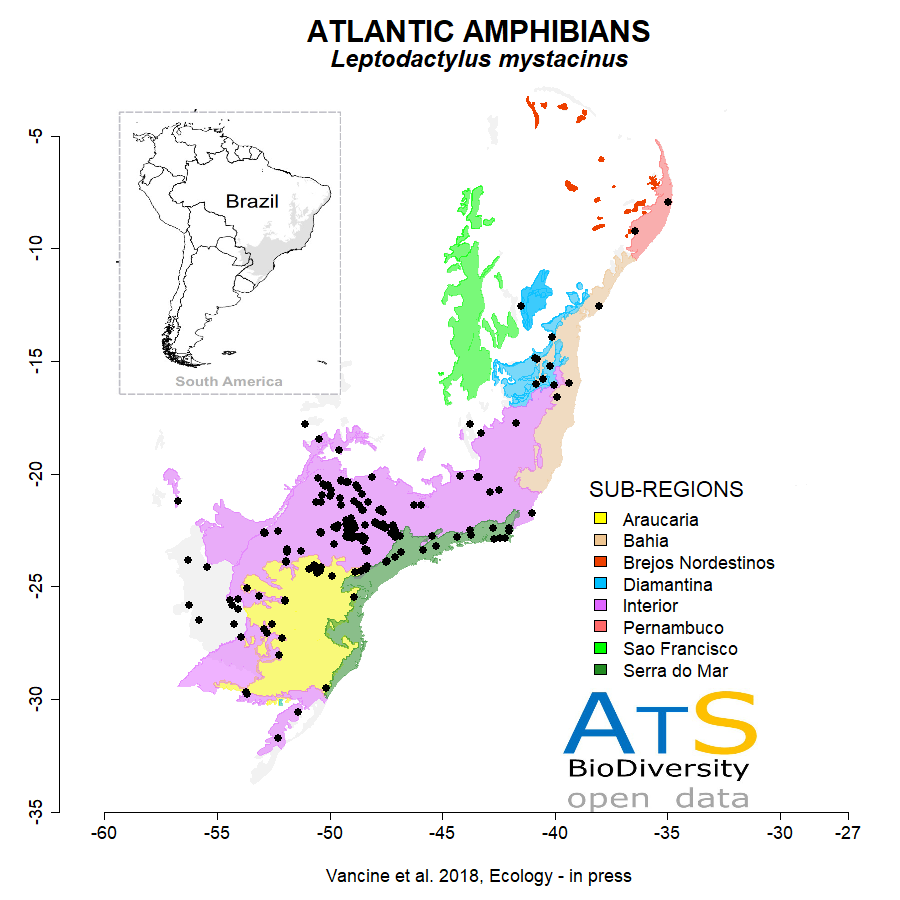 ATLANTIC AMPHIBIANS
Leptodactylus mystacinus
Brazil
South America
-5
-10
-15
-20
-25
-30
-35
SUB-REGIONS
Araucaria
Bahia
Brejos Nordestinos
Diamantina
Interior
Pernambuco
Sao Francisco
Serra do Mar
ATS
BioDiversity
open data
-60
-55
-50
-45
-40
-35
-30
-27
Vancine et al. 2018, Ecology - in press